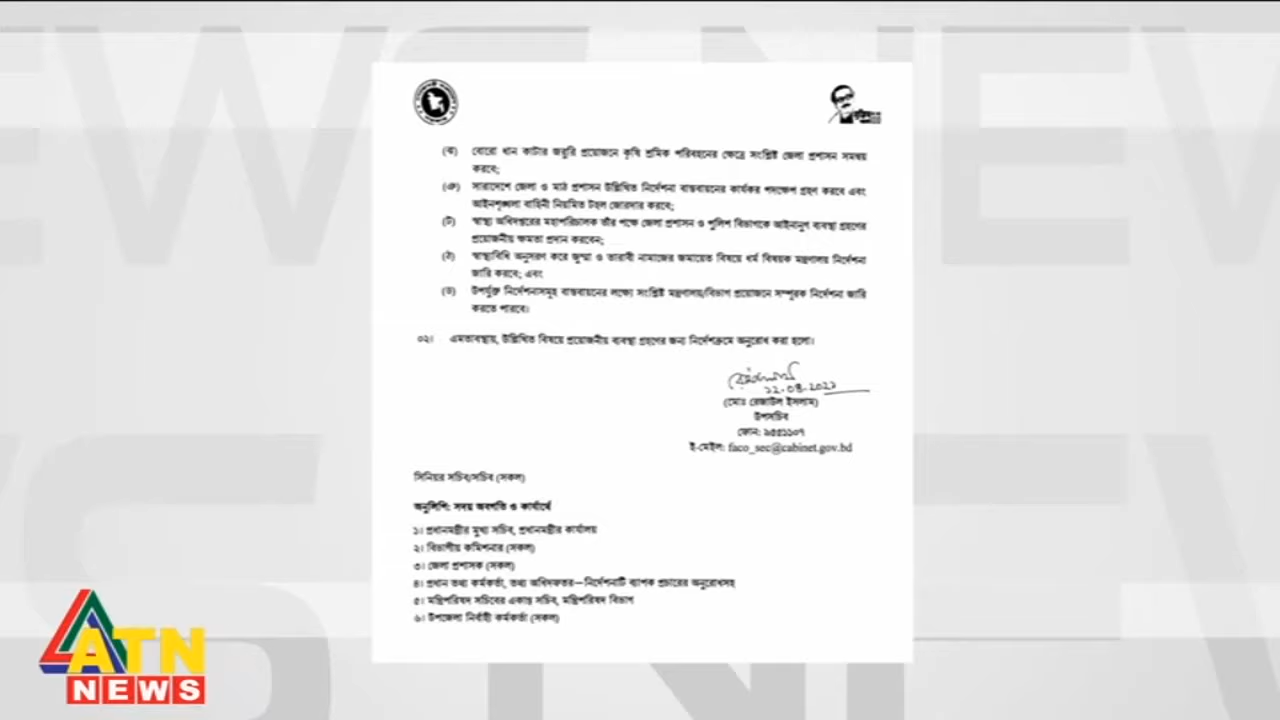 (ঝ) বোরো ধান কাটার জরুরি প্রয়োজনে কৃষি শ্রমিক পরিবহনের ক্ষেত্রে সংশ্লিষ্ট জেলা প্রশাসন সমন্বয়
করবে;
(ঞ) সারাদেশে জেলা ও মাঠ প্রশাসন উল্লিখিত নির্দেশনা বাস্তবায়নের কার্যকর পদক্ষেপ গ্রহণ করবে এবং
আইনশৃঙ্খলা বাহিনী নিয়মিত টহল জোরদার করবে;
(ট) স্বাস্থ্য অধিদপ্তরের মহাপরিচালক তাঁর পক্ষে জেলা প্রশাসন ও পুলিশ বিভাগকে আইনানুগ ব্যবস্থা গ্রহণের
প্রয়োজনীয় ক্ষমতা প্রদান করবেন;
(ঠ) স্বাস্থ্যবিধি অনুসরণ করে জুম্মা ও তারাবী নামাজের জমায়েত বিষয়ে ধর্ম বিষয়ক মন্ত্রণালয় নির্দেশনা
জারি করবে; এবং
(ড) উপর্যুক্ত নির্দেশনাসমূহ বাস্তবায়নের লক্ষ্যে সংশ্লিষ্ট মন্ত্রণালয়/বিভাগ প্রয়োজনে সম্পূরক নির্দেশনা জারি
করতে পারবে।
০২। এমতাবস্থায়, উল্লিখিত বিষয়ে প্রয়োজনীয় ব্যবস্থা গ্রহণের জন্য নির্দেশক্রমে অনুরোধ করা হলো।
১২.০৪.২০২১
(মোঃ রেজাউল ইসলাম)
উপসচিব
ফোন: ৯৫৫১১০৭
ই-মেইল: faco_sec@cabinet.gov.bd
সিনিয়র সচিব/সচিব (সকল)
অনুলিপি: সদয় অবগতি ও কার্যার্থে
১। প্রধানমন্ত্রীর মুখ্য সচিব, প্রধানমন্ত্রীর কার্যালয়
২। বিভাগীয় কমিশনার (সকল)
৩। জেলা প্রশাসক (সকল)
৪। প্রধান তথ্য কর্মকর্তা, তথ্য অধিদফতর—নির্দেশনাটি ব্যাপক প্রচারের অনুরোধসহ
৫। মন্ত্রিপরিষদ সচিবের একান্ত সচিব, মন্ত্রিপরিষদ বিভাগ
৬। উপজেলা নির্বাহী কর্মকর্তা (সকল)
ATN
NEWS